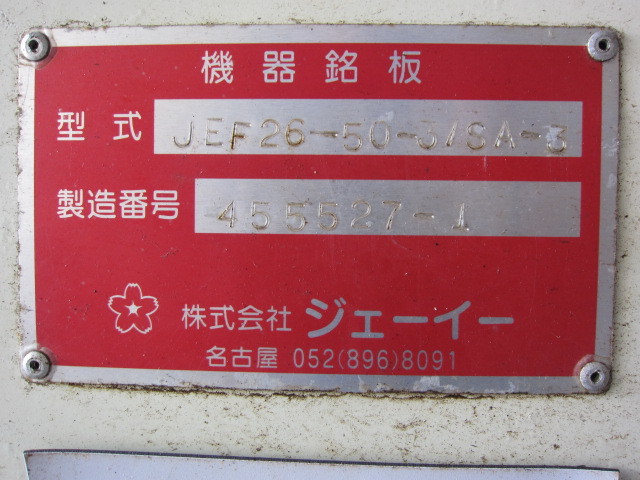 機器銘板
型式 JEF26-50-3/SA-3
製造番号 455527-1
株式会社 ジェーイー
名古屋 052(896)8091